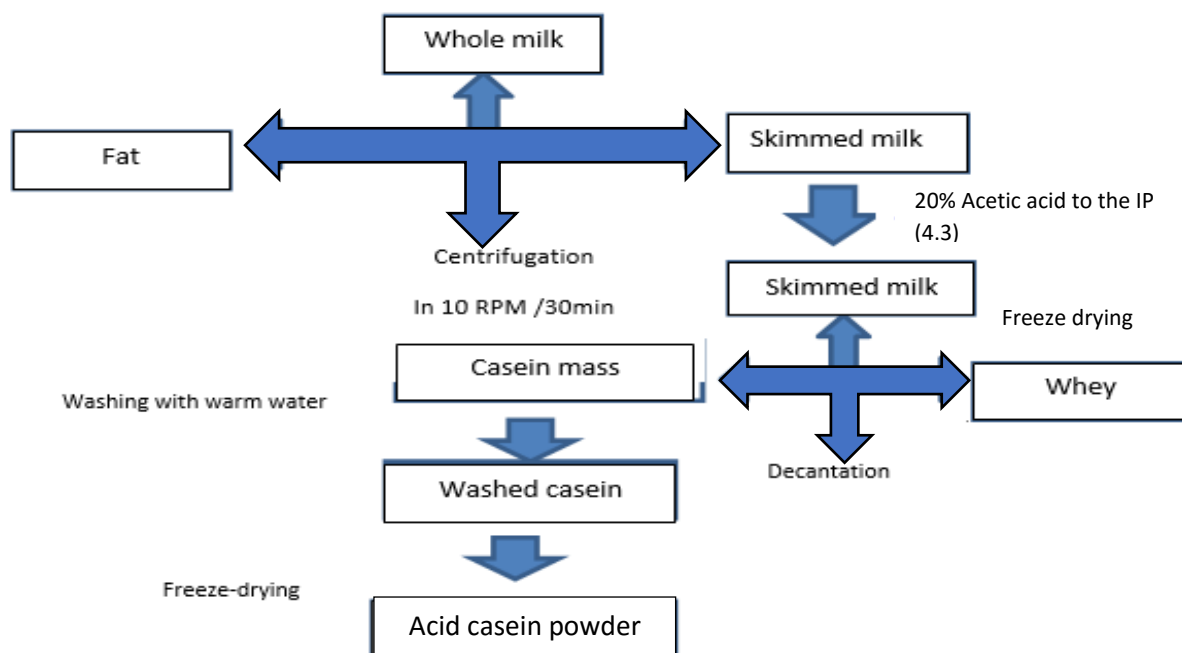 Whole milk
Fat
Skimmed milk
20% Acetic acid to the IP
(4.3)
Centrifugation
In 10 RPM /30min
Skimmed milk
Freeze drying
Casein mass
Whey
Washing with warm water
Decantation
Washed casein
Freeze-drying
Acid casein powder